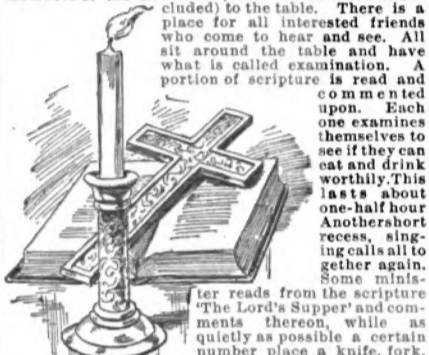 cluded) to the table. There is a
place for all interested friends
who come to hear and see. All
sit around the table and have
what is called examination. A
portion of scripture is read and
commented
upon. Each
one examines
themselves to
see if they can
eat and drink
worthily.This
lasts about
one-half hour
Anothershort
recess, sing-
ing calls all to
gether again.
Some minis-
ter reads from the scripture
'The Lord's Supper' and com-
ments thereon, while as
quietly as possible a certain
number place a knife, fork,